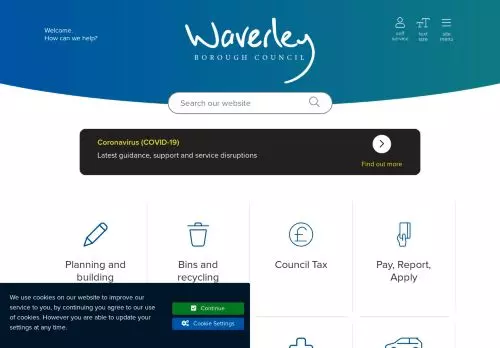 Welcome.
How can we help?
Waverley
BOROUGH COUNCIL
self
service
text
size
site
menu
Search our website
Coronavirus (COVID-19)
Latest guidance, support and service disruptions
Find out more
Planning and
building
Bins and
recycling
Council Tax
Pay, Report,
Apply
We use cookies on our website to improve our
service to you, by continuing you agree to our use
of cookies. However you are able to update your
settings at any time.
Continue
Cookie Settings